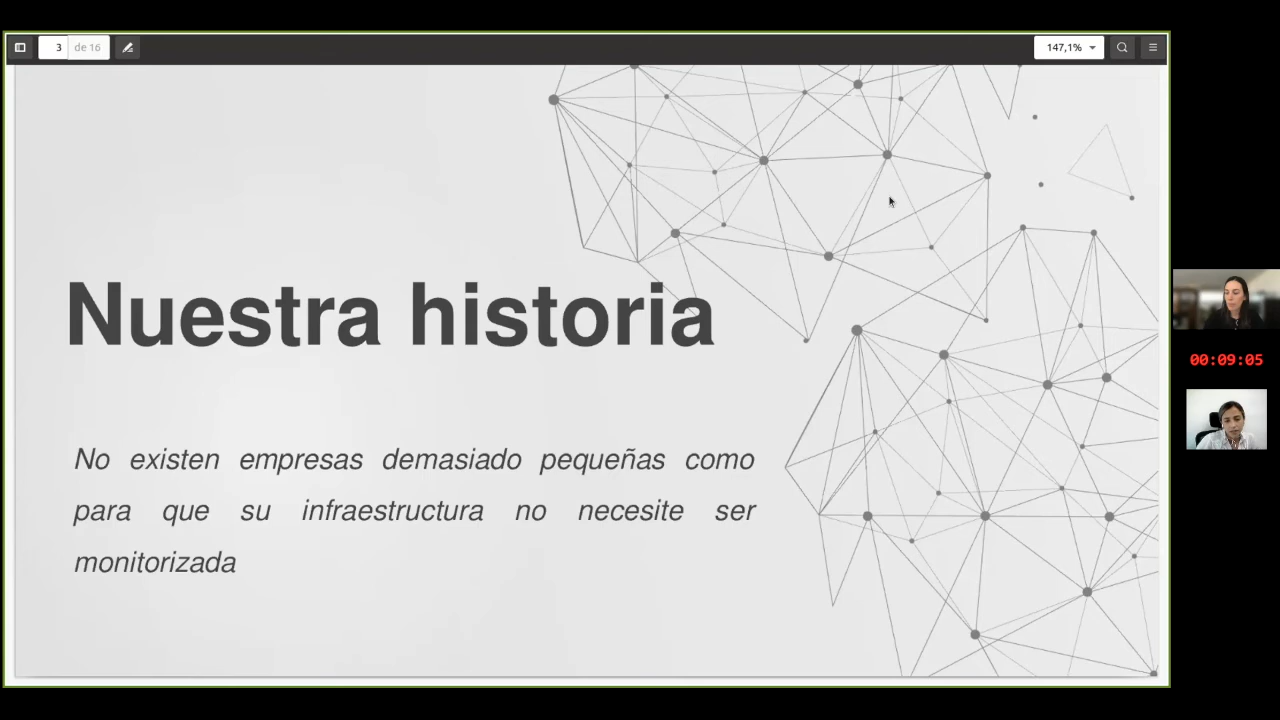 3 de 16
147,1%
Nuestra historia
No existen empresas demasiado pequeñas como
para que su infraestructura no necesite ser
monitorizada
00:09:05